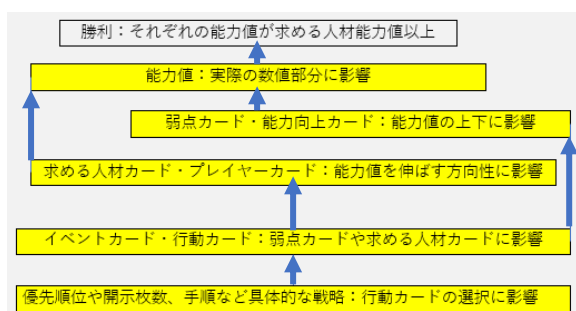 勝利：それぞれの能力値が求める人材能力値以上
能力値：実際の数値部分に影響
弱点カード・能力向上カード：能力値の上下に影響
求める人材カード・プレイヤーカード：能力値を伸ばす方向性に影響
イベントカード・行動カード：弱点カードや求める人材カードに影響
優先順位や開示枚数、手順など具体的な戦略：行動カードの選択に影響